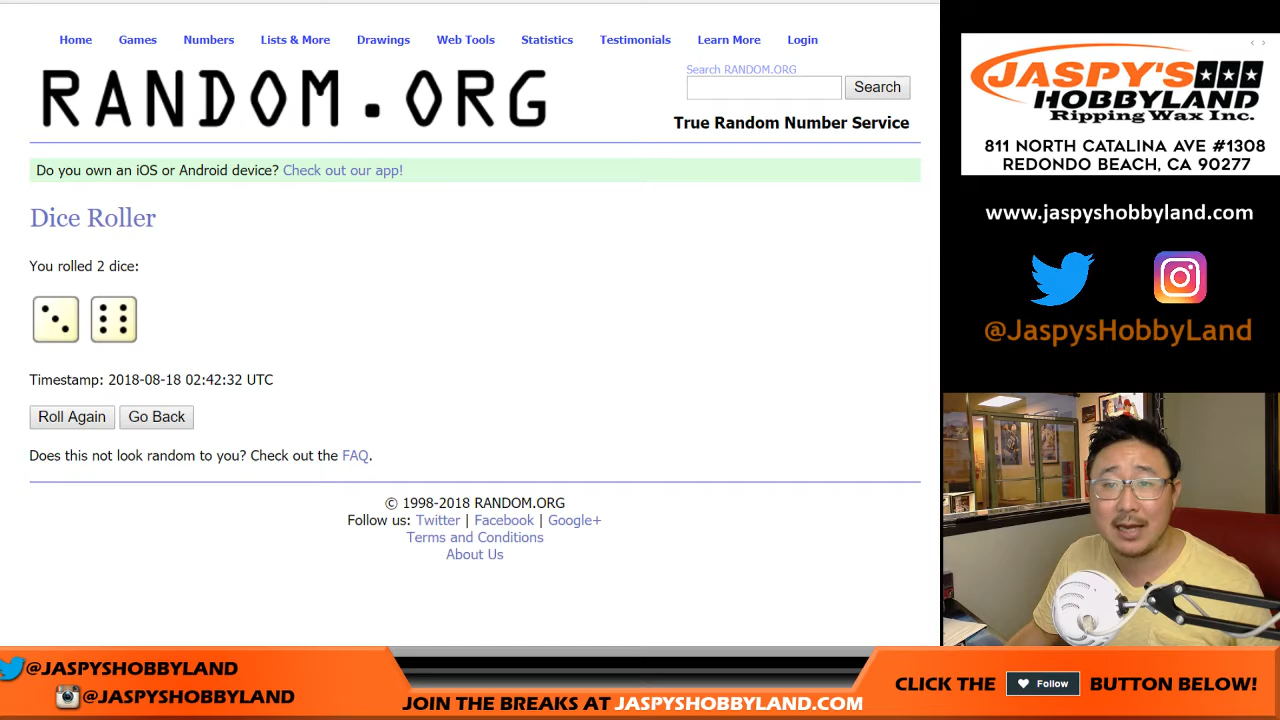 Home Games Numbers Lists & More Drawings Web Tools Statistics Testimonials Learn More Login
RANDOM.ORG
Search RANDOM.ORG
Search
True Random Number Service
Do you own an iOS or Android device? Check out our app!
Dice Roller
You rolled 2 dice:
Timestamp: 2018-08-18 02:42:32 UTC
Roll Again Go Back
Does this not look random to you? Check out the FAQ.
© 1998-2018 RANDOM.ORG
Follow us: Twitter | Facebook | Google+
Terms and Conditions
About Us
JASPY'S
HOBBYLAND
Ripping Wax Inc.
811 NORTH CATALINA AVE #1308
REDONDO BEACH, CA 90277
www.jaspyshobbyland.com
@JaspysHobbyLand
@JASPYSHOBBYLAND
@JASPYSHOBBYLAND
JOIN THE BREAKS AT JASPYSHOBBYLAND.COM
CLICK THE Follow BUTTON BELOW!